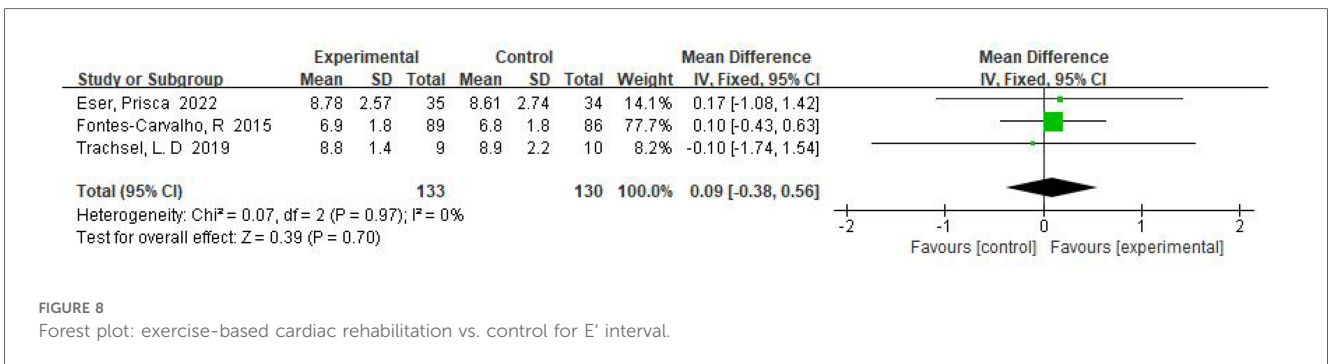 Experimental Control Mean Difference Mean Difference
Study or Subgroup Mean SD Total Mean SD Total Weight IV, Fixed, 95% CI IV, Fixed, 95% CI
Eser, Prisca 2022 8.78 2.57 35 8.61 2.74 34 14.1% 0.17 [-1.08, 1.42]
Fontes-Carvalho, R 2015 6.9 1.8 89 6.8 1.8 86 77.7% 0.10 [-0.43, 0.63]
Trachsel, L. D 2019 8.8 1.4 9 8.9 2.2 10 8.2% -0.10 [-1.74, 1.54]
Total (95% CI) 133 130 100.0% 0.09 [-0.38, 0.56]
Heterogeneity: Chi² = 0.07, df = 2 (P = 0.97); I² = 0%
Test for overall effect: Z = 0.39 (P = 0.70)
-2 -1 0 1 2
Favours [control] Favours [experimental]
FIGURE 8
Forest plot: exercise-based cardiac rehabilitation vs. control for E′ interval.